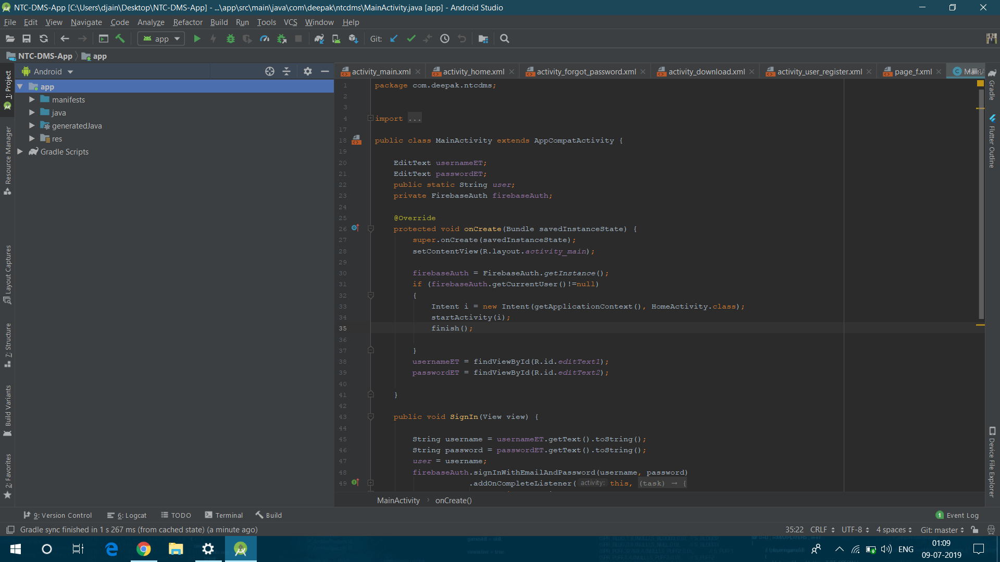 NTC-DMS-App [C:\Users\djain\Desktop\NTC-DMS-App] - ...\app\src\main\java\com\deepak\ntcdms\MainActivity.java [app] - Android Studio
File Edit View Navigate Code Analyze Refactor Build Run Tools VCS Window Help
app Git:
NTC-DMS-App app
Android
activity_main.xml activity_home.xml activity_forgot_password.xml activity_download.xml activity_user_register.xml page_f.xml
app
manifests
java
generatedJava
res
Gradle Scripts
1: Project
Resource Manager
Layout Captures
7: Structure
Build Variants
2: Favorites
1 package com.deepak.ntcdms;
2
3
4 import ...
17
18 public class MainActivity extends AppCompatActivity {
19
20 EditText usernameET;
21 EditText passwordET;
22 public static String user;
23 private FirebaseAuth firebaseAuth;
24
25 @Override
26 protected void onCreate(Bundle savedInstanceState) {
27 super.onCreate(savedInstanceState);
28 setContentView(R.layout.activity_main);
29
30 firebaseAuth = FirebaseAuth.getInstance();
31 if (firebaseAuth.getCurrentUser()!=null)
32 {
33 Intent i = new Intent(getApplicationContext(), HomeActivity.class);
34 startActivity(i);
35 finish();
36
37 }
38 usernameET = findViewById(R.id.editText1);
39 passwordET = findViewById(R.id.editText2);
40
41 }
42
43 public void SignIn(View view) {
44
45 String username = usernameET.getText().toString();
46 String password = passwordET.getText().toString();
47 user = username;
48 firebaseAuth.signInWithEmailAndPassword(username, password)
49 .addOnCompleteListener( activity: this, (task) → {
Gradle
Flutter Outline
Device File Explorer
MainActivity › onCreate()
9: Version Control 6: Logcat TODO Terminal Build 1 Event Log
Gradle sync finished in 1 s 267 ms (from cached state) (a minute ago) 35:22 CRLF UTF-8 4 spaces Git: master
ENG 01:09
09-07-2019